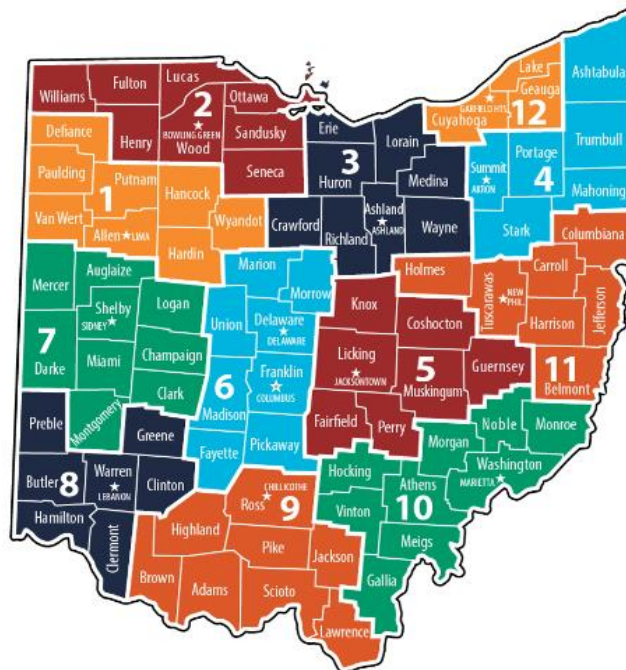 Williams
Fulton
Lucas
2
BOWLING GREEN
Wood
Ottawa
Henry
Sandusky
Seneca
Defiance
Paulding
1
Putnam
Hancock
Van Wert
Allen LIMA
Wyandot
Hardin
Erie
Lorain
3
Huron
Medina
Ashland
ASHLAND
Crawford
Richland
Wayne
Lake
Geauga
GARFIELD HTS.
Cuyahoga
12
Ashtabula
Summit
AKRON
Portage
4
Trumbull
Mahoning
Stark
Columbiana
Holmes
Tuscarawas
NEW PHIL.
Carroll
Harrison
Jefferson
11
Belmont
Mercer
Auglaize
Shelby
SIDNEY
Logan
7
Darke
Miami
Champaign
Clark
Montgomery
Marion
Morrow
Union
Delaware
DELAWARE
6
Madison
Franklin
COLUMBUS
Fayette
Pickaway
Knox
Coshocton
Licking
JACKSONTOWN
5
Muskingum
Guernsey
Fairfield
Perry
Preble
Greene
Butler
8
Warren
LEBANON
Clinton
Hamilton
Clermont
Noble
Monroe
Morgan
Hocking
Athens
10
Washington
MARIETTA
Vinton
Meigs
Gallia
CHILLICOTHE
Ross
9
Highland
Pike
Jackson
Brown
Adams
Scioto
Lawrence